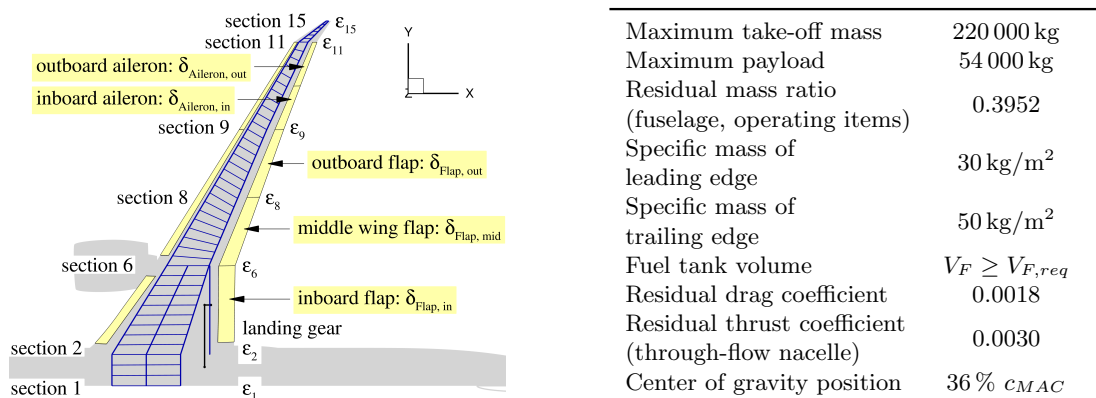 section 15
ε15
section 11
ε11
outboard aileron: δAileron, out
inboard aileron: δAileron, in
section 9
ε9
outboard flap: δFlap, out
section 8
ε8
middle wing flap: δFlap, mid
section 6
ε6
inboard flap: δFlap, in
landing gear
section 2
ε2
section 1
ε1
Y
Z
X
Maximum take-off mass 220 000 kg
Maximum payload 54 000 kg
Residual mass ratio
(fuselage, operating items) 0.3952
Specific mass of
leading edge 30 kg/m²
Specific mass of
trailing edge 50 kg/m²
Fuel tank volume V_F ≥ V_F,req
Residual drag coefficient 0.0018
Residual thrust coefficient
(through-flow nacelle) 0.0030
Center of gravity position 36 % c_MAC